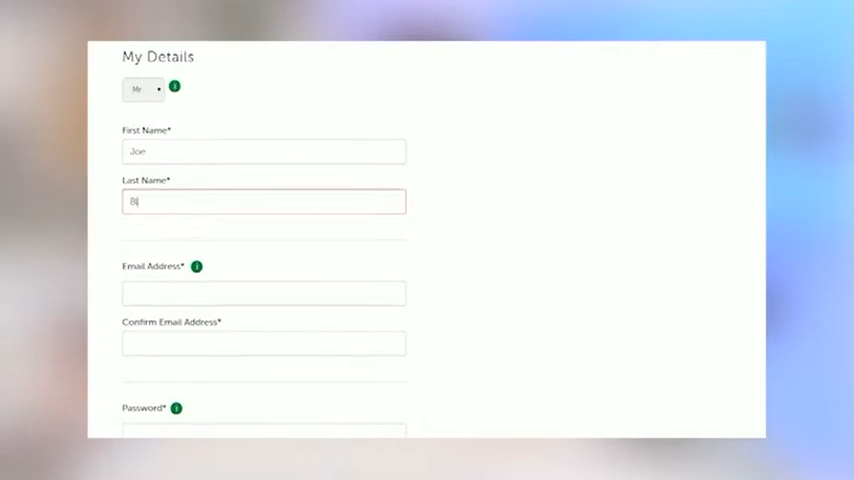 My Details
Mr
i
First Name*
Joe
Last Name*
Bl
Email Address* i
Confirm Email Address*
Password* i